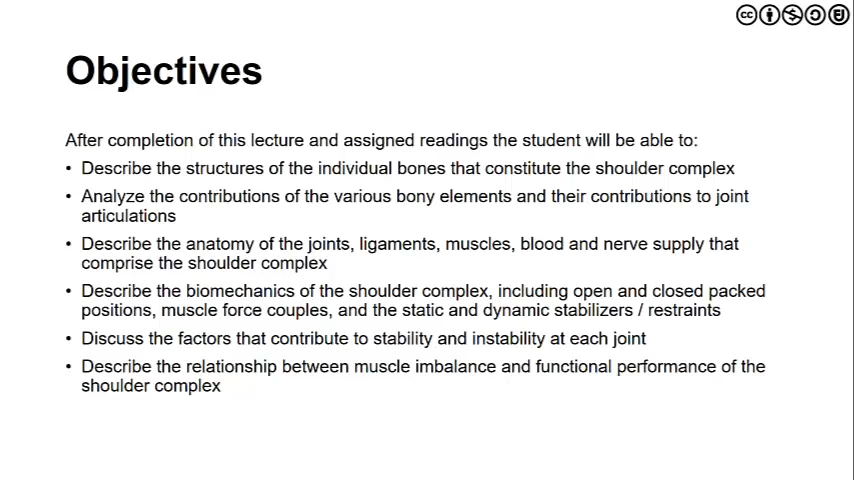 Objectives
After completion of this lecture and assigned readings the student will be able to:
• Describe the structures of the individual bones that constitute the shoulder complex
• Analyze the contributions of the various bony elements and their contributions to joint
articulations
• Describe the anatomy of the joints, ligaments, muscles, blood and nerve supply that
comprise the shoulder complex
• Describe the biomechanics of the shoulder complex, including open and closed packed
positions, muscle force couples, and the static and dynamic stabilizers / restraints
• Discuss the factors that contribute to stability and instability at each joint
• Describe the relationship between muscle imbalance and functional performance of the
shoulder complex